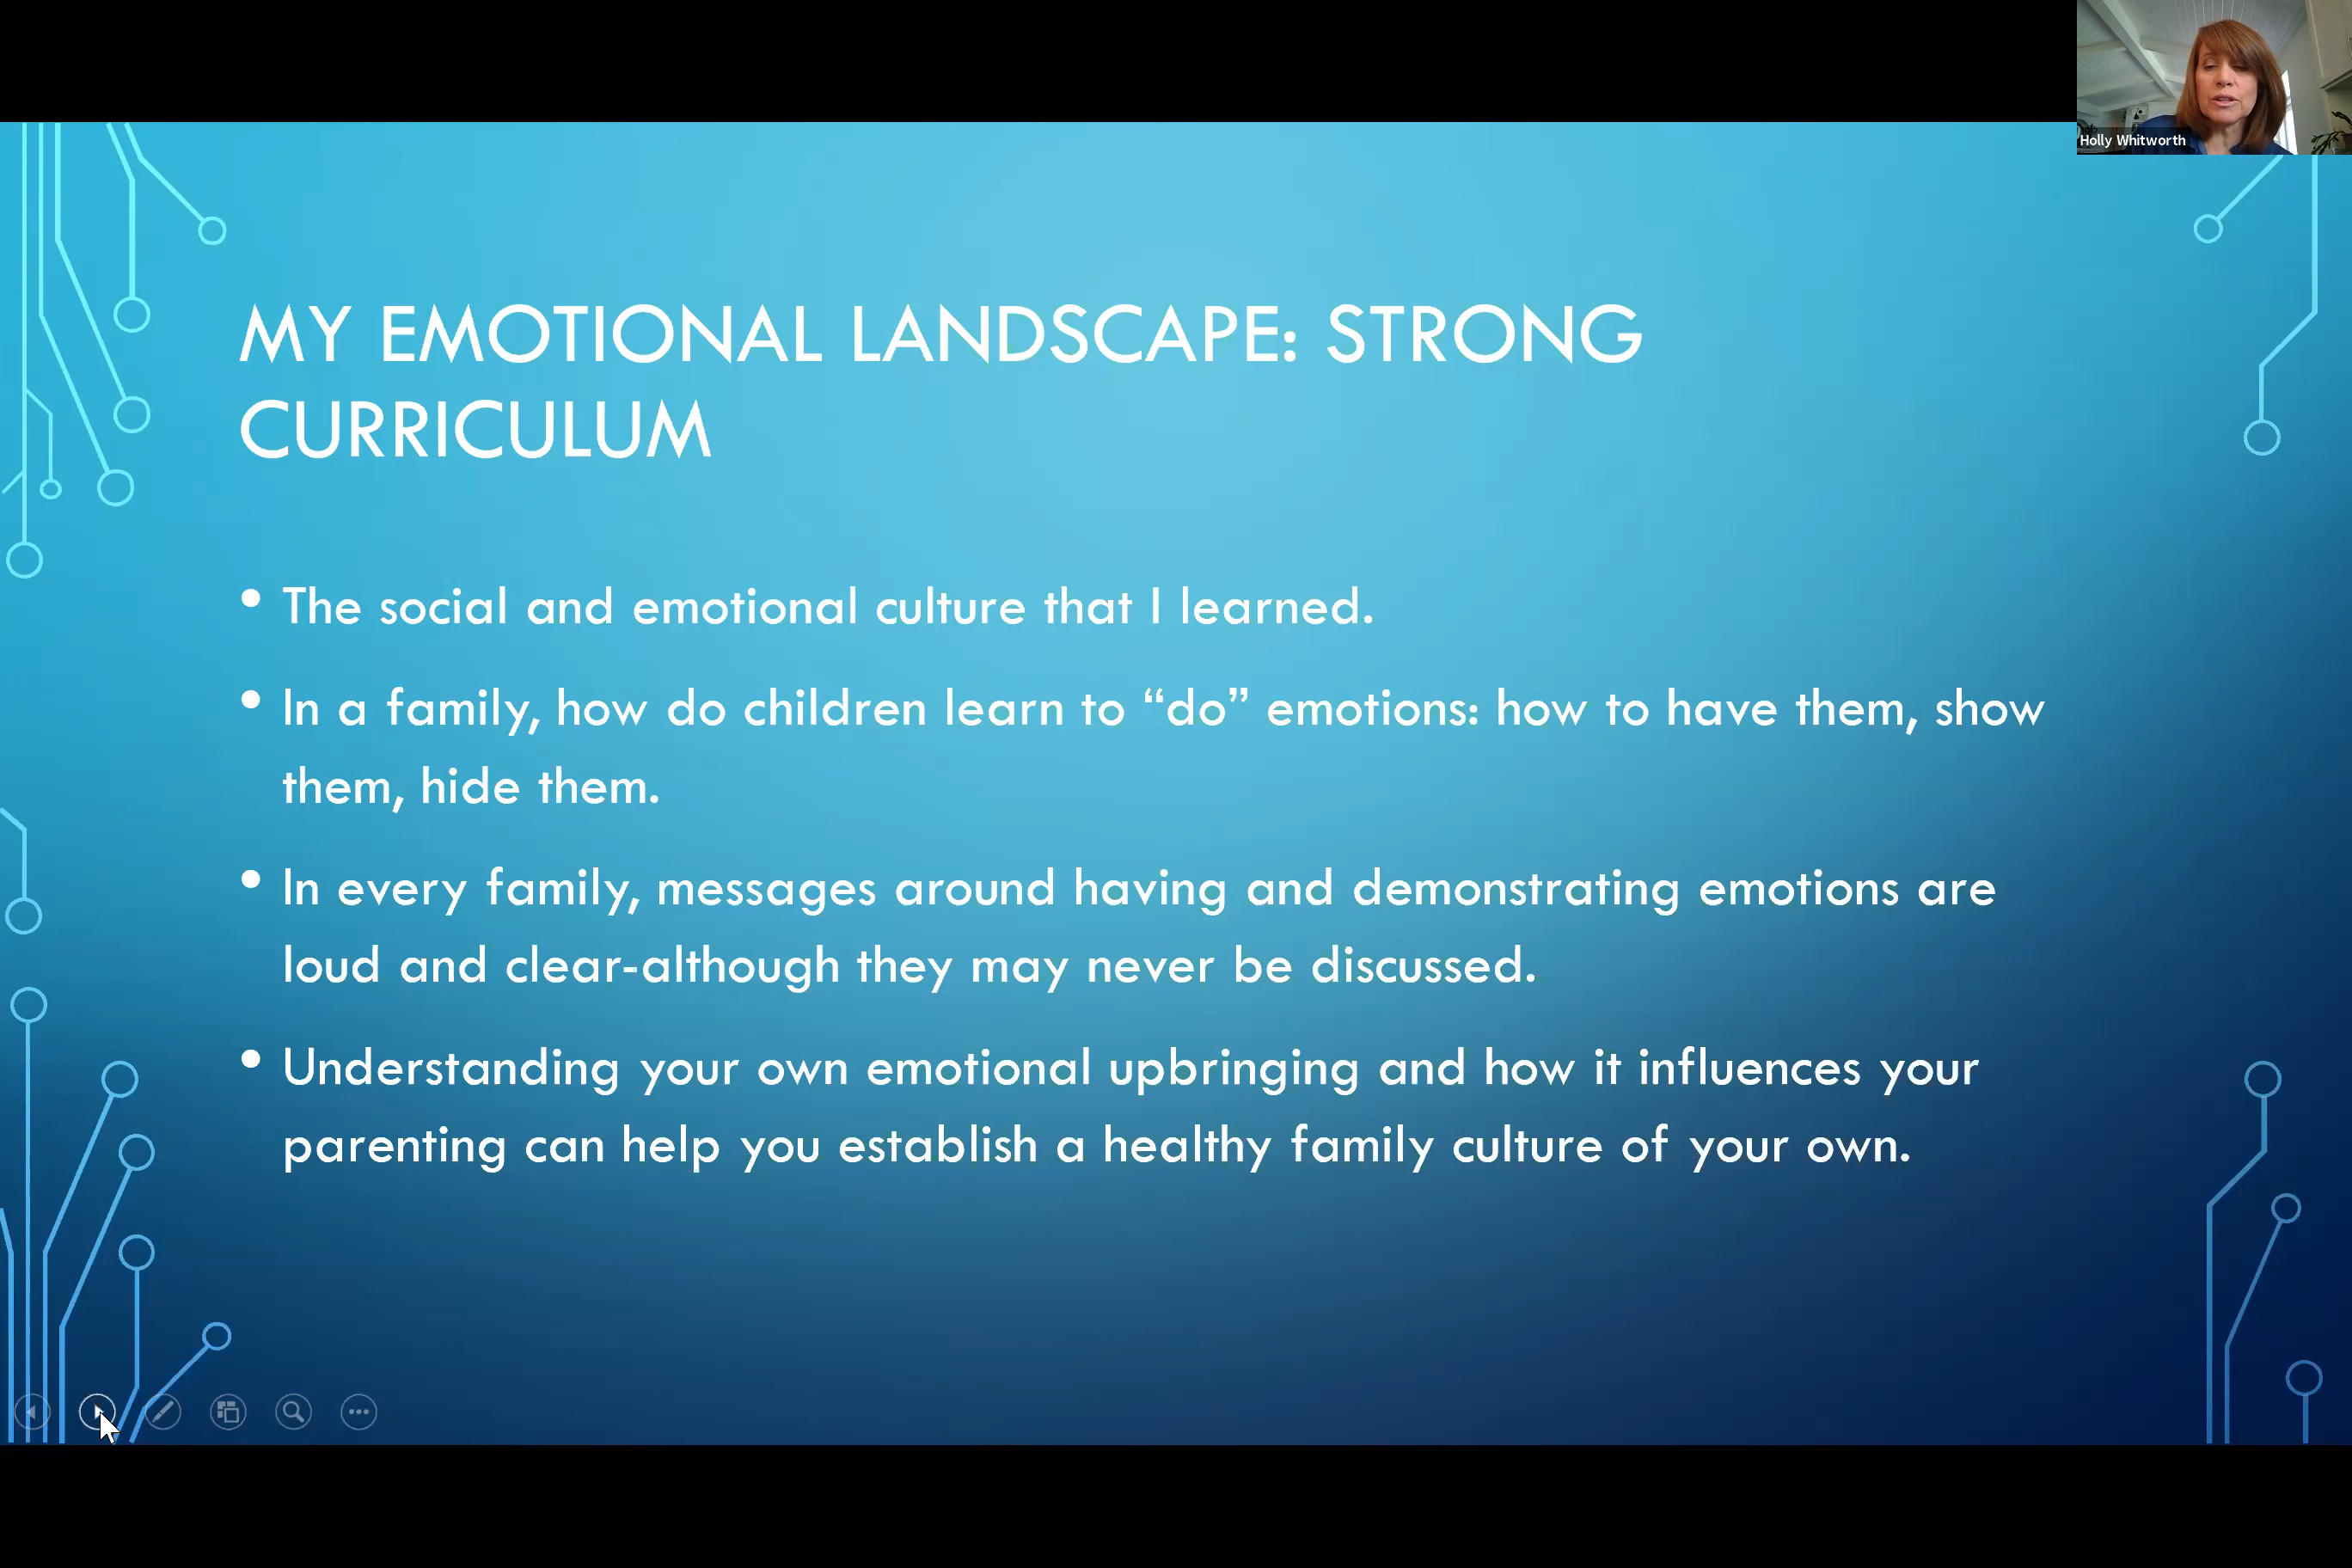 Holly Whitworth
MY EMOTIONAL LANDSCAPE: STRONG
CURRICULUM
• The social and emotional culture that I learned.
• In a family, how do children learn to “do” emotions: how to have them, show
them, hide them.
• In every family, messages around having and demonstrating emotions are
loud and clear-although they may never be discussed.
• Understanding your own emotional upbringing and how it influences your
parenting can help you establish a healthy family culture of your own.